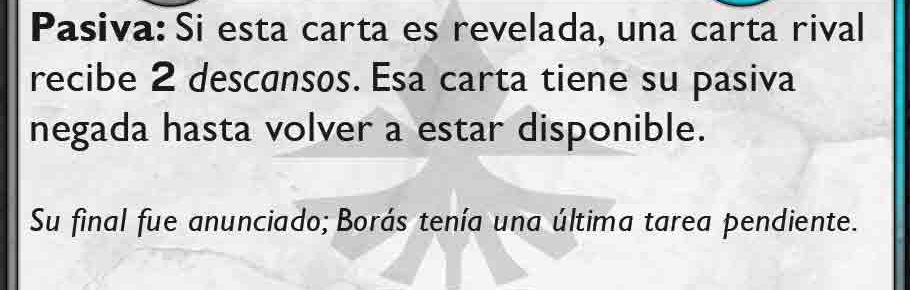 Pasiva: Si esta carta es revelada, una carta rival
recibe 2 descansos. Esa carta tiene su pasiva
negada hasta volver a estar disponible.
Su final fue anunciado; Borás tenía una última tarea pendiente.